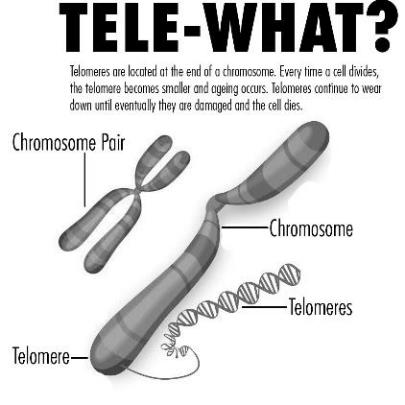 TELE-WHAT?
Telomeres are located at the end of a chromosome. Every time a cell divides,
the telomere becomes smaller and ageing occurs. Telomeres continue to wear
down until eventually they are damaged and the cell dies.
Chromosome Pair
Chromosome
Telomeres
Telomere